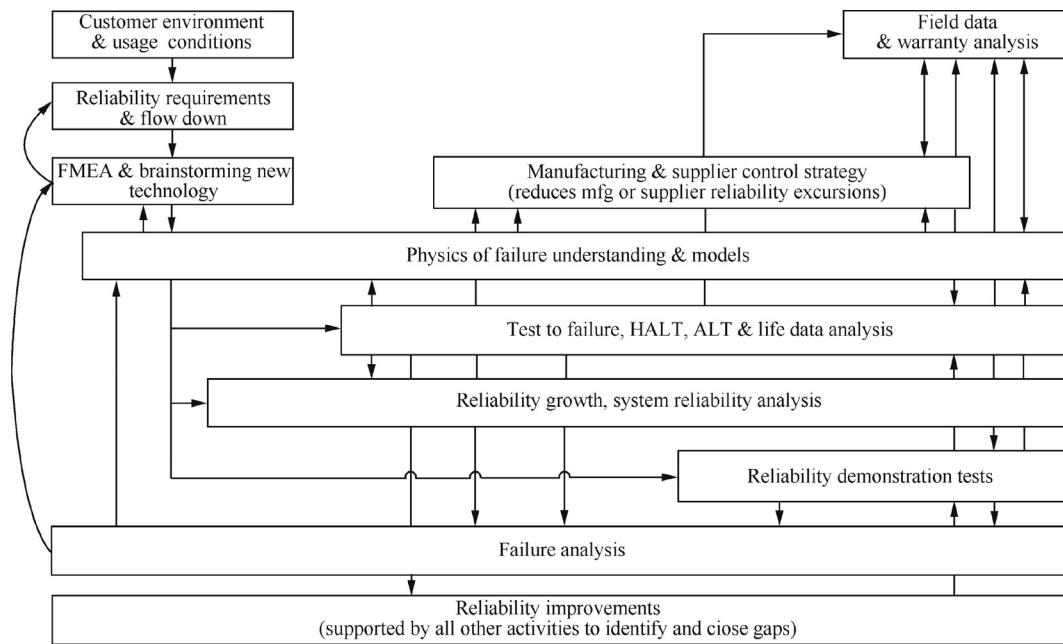 Customer environment
& usage conditions
Field data
& warranty analysis
Reliability requirements
& flow down
FMEA & brainstorming new
technology
Manufacturing & supplier control strategy
(reduces mfg or supplier reliability excursions)
Physics of failure understanding & models
Test to failure, HALT, ALT & life data analysis
Reliability growth, system reliability analysis
Reliability demonstration tests
Failure analysis
Reliability improvements
(supported by all other activities to identify and close gaps)